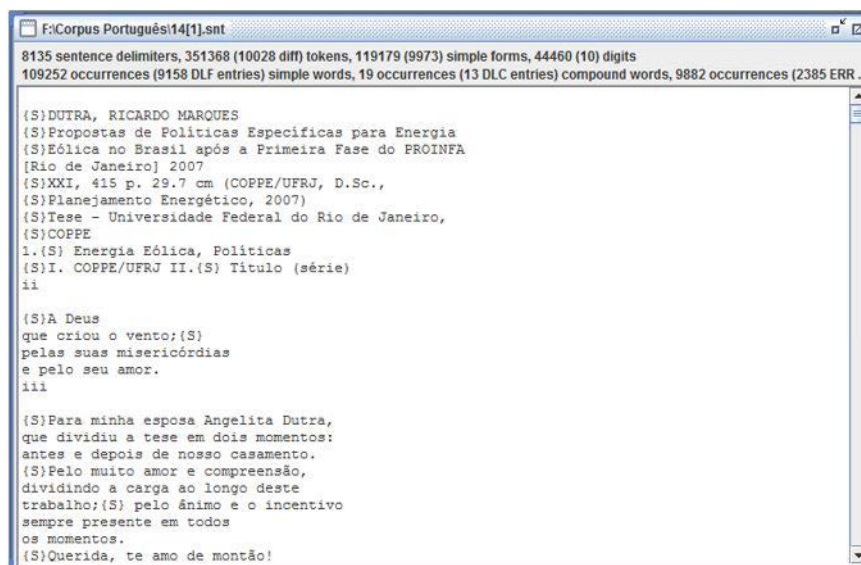 F:\Corpus Português\14[1].snt
8135 sentence delimiters, 351368 (10028 diff) tokens, 119179 (9973) simple forms, 44460 (10) digits
109252 occurrences (9158 DLF entries) simple words, 19 occurrences (13 DLC entries) compound words, 9882 occurrences (2385 ERR ..
{S}DUTRA, RICARDO MARQUES
{S}Propostas de Políticas Específicas para Energia
{S}Eólica no Brasil após a Primeira Fase do PROINFA
[Rio de Janeiro] 2007
{S}XXI, 415 p. 29.7 cm (COPPE/UFRJ, D.Sc.,
{S}Planejamento Energético, 2007)
{S}Tese – Universidade Federal do Rio de Janeiro,
{S}COPPE
1.{S} Energia Eólica, Políticas
{S}I. COPPE/UFRJ II.{S} Título (série)
ii
{S}A Deus
que criou o vento;{S}
pelas suas misericórdias
e pelo seu amor.
iii
{S}Para minha esposa Angelita Dutra,
que dividiu a tese em dois momentos:
antes e depois de nosso casamento.
{S}Pelo muito amor e compreensão,
dividindo a carga ao longo deste
trabalho;{S} pelo ânimo e o incentivo
sempre presente em todos
os momentos.
{S}Querida, te amo de montão!